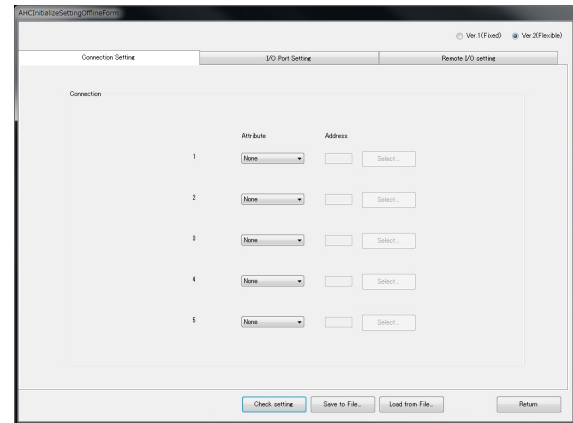 AHCInitializeSettingOfflineForm
Ver.1(Fixed) Ver.2(Flexible)
Connection Setting I/O Port Setting Remote I/O setting
Connection
Attribute Address
1 None Select...
2 None Select...
3 None Select...
4 None Select...
5 None Select...
Check setting Save to File... Load from File... Return